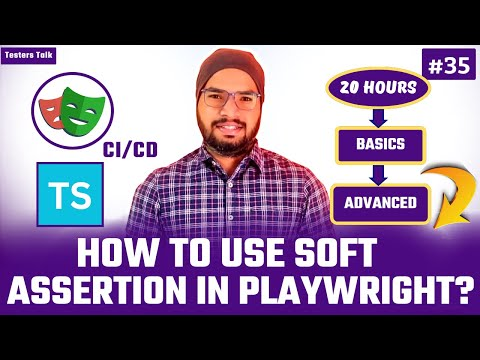 Testers Talk
#35
CI/CD
TS
20 HOURS
BASICS
ADVANCED
HOW TO USE SOFT
ASSERTION IN PLAYWRIGHT?